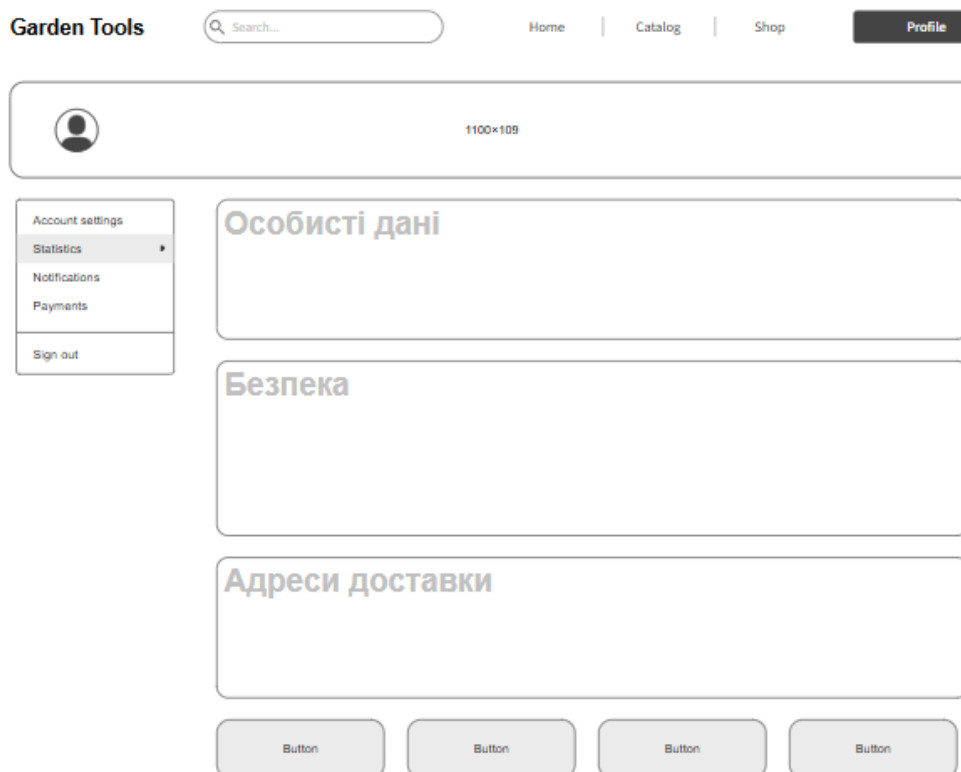 Garden Tools
Search...
Home
Catalog
Shop
Profile
1100×109
Account settings
Statistics
Notifications
Payments
Sign out
Особисті дані
Безпека
Адреси доставки
Button
Button
Button
Button